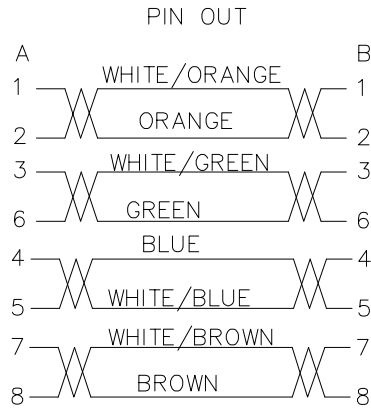 PIN OUT
A B
1 WHITE/ORANGE 1
2 ORANGE 2
3 WHITE/GREEN 3
6 GREEN 6
4 BLUE 4
5 WHITE/BLUE 5
7 WHITE/BROWN 7
8 BROWN 8